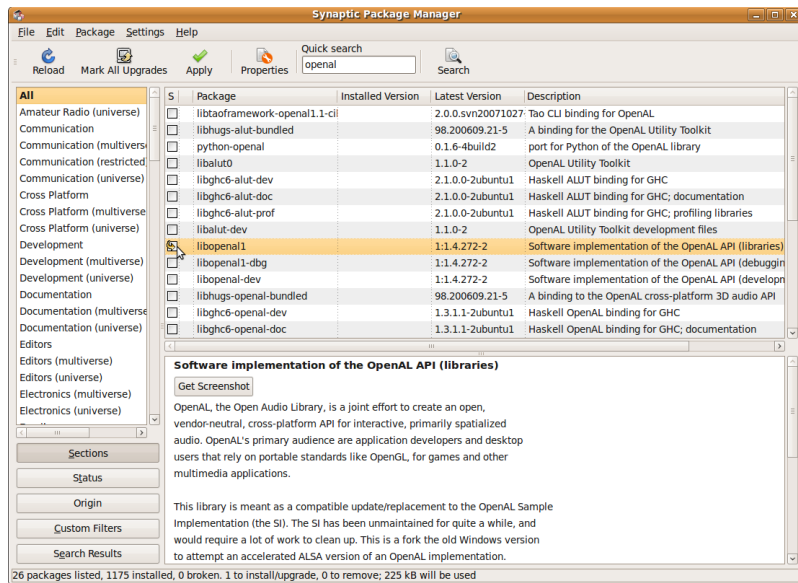 Synaptic Package Manager
File Edit Package Settings Help
Reload Mark All Upgrades Apply Properties Quick search Search
openal
All
Amateur Radio (universe)
Communication
Communication (multivers
Communication (restricted
Communication (universe)
Cross Platform
Cross Platform (multiverse
Cross Platform (universe)
Development
Development (multiverse)
Development (universe)
Documentation
Documentation (multiverse
Documentation (universe)
Editors
Editors (multiverse)
Editors (universe)
Electronics (multiverse)
Electronics (universe)
Sections
Status
Origin
Custom Filters
Search Results
S Package Installed Version Latest Version Description
libtaoframework-openal1.1-cil 2.0.0.svn20071027- Tao CLI binding for OpenAL
libhugs-alut-bundled 98.200609.21-5 A binding for the OpenAL Utility Toolkit
python-openal 0.1.6-4build2 port for Python of the OpenAL library
libalut0 1.1.0-2 OpenAL Utility Toolkit
libghc6-alut-dev 2.1.0.0-2ubuntu1 Haskell ALUT binding for GHC
libghc6-alut-doc 2.1.0.0-2ubuntu1 Haskell ALUT binding for GHC; documentation
libghc6-alut-prof 2.1.0.0-2ubuntu1 Haskell ALUT binding for GHC; profiling libraries
libalut-dev 1.1.0-2 OpenAL Utility Toolkit development files
libopenal1 1:1.4.272-2 Software implementation of the OpenAL API (libraries)
libopenal1-dbg 1:1.4.272-2 Software implementation of the OpenAL API (debuggin
libopenal-dev 1:1.4.272-2 Software implementation of the OpenAL API (developm
libhugs-openal-bundled 98.200609.21-5 A binding to the OpenAL cross-platform 3D audio API
libghc6-openal-dev 1.3.1.1-2ubuntu1 Haskell OpenAL binding for GHC
libghc6-openal-doc 1.3.1.1-2ubuntu1 Haskell OpenAL binding for GHC; documentation
Software implementation of the OpenAL API (libraries)
Get Screenshot
OpenAL, the Open Audio Library, is a joint effort to create an open,
vendor-neutral, cross-platform API for interactive, primarily spatialized
audio. OpenAL's primary audience are application developers and desktop
users that rely on portable standards like OpenGL, for games and other
multimedia applications.
This library is meant as a compatible update/replacement to the OpenAL Sample
Implementation (the SI). The SI has been unmaintained for quite a while, and
would require a lot of work to clean up. This is a fork the old Windows version
to attempt an accelerated ALSA version of an OpenAL implementation.
26 packages listed, 1175 installed, 0 broken. 1 to install/upgrade, 0 to remove; 225 kB will be used